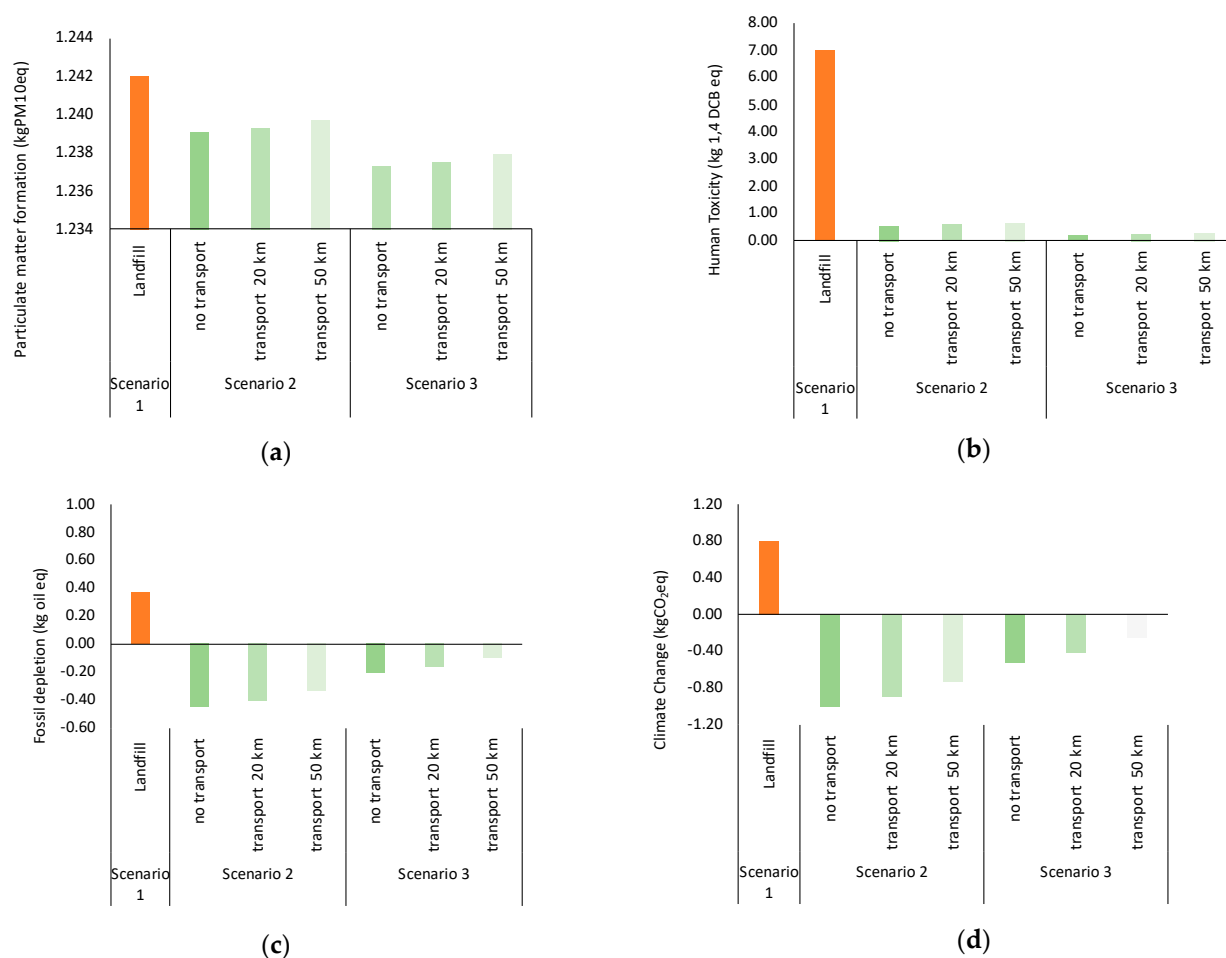 Particulate matter formation (kgPM10eq)
1.244
1.242
1.240
1.238
1.236
1.234
Landfill
no transport
transport 20 km
transport 50 km
no transport
transport 20 km
transport 50 km
Scenario
1
Scenario 2
Scenario 3
(a)
Human Toxicity (kg 1,4 DCB eq)
8.00
7.00
6.00
5.00
4.00
3.00
2.00
1.00
0.00
Landfill
no transport
transport 20 km
transport 50 km
no transport
transport 20 km
transport 50 km
Scenario
1
Scenario 2
Scenario 3
(b)
Fossil depletion (kg oil eq)
1.00
0.80
0.60
0.40
0.20
0.00
-0.20
-0.40
-0.60
Landfill
no transport
transport 20 km
transport 50 km
no transport
transport 20 km
transport 50 km
Scenario
1
Scenario 2
Scenario 3
(c)
Climate Change (kgCO₂eq)
1.20
0.80
0.40
0.00
-0.40
-0.80
-1.20
Landfill
no transport
transport 20 km
transport 50 km
no transport
transport 20 km
transport 50 km
Scenario
1
Scenario 2
Scenario 3
(d)